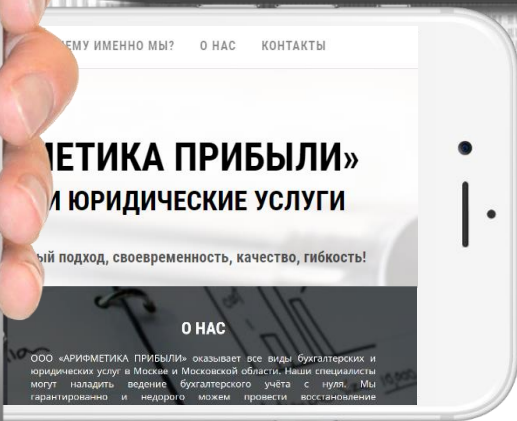 ЕМУ ИМЕННО МЫ? О НАС КОНТАКТЫ
ЕТИКА ПРИБЫЛИ»
И ЮРИДИЧЕСКИЕ УСЛУГИ
ый подход, своевременность, качество, гибкость!
О НАС
ООО «АРИФМЕТИКА ПРИБЫЛИ» оказывает все виды бухгалтерских и
юридических услуг в Москве и Московской области. Наши специалисты
могут наладить ведение бухгалтерского учёта с нуля. Мы
гарантированно и недорого можем провести восстановление